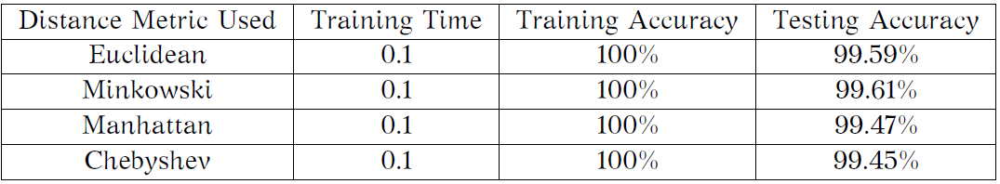 Distance Metric Used Training Time Training Accuracy Testing Accuracy
Euclidean 0.1 100% 99.59%
Minkowski 0.1 100% 99.61%
Manhattan 0.1 100% 99.47%
Chebyshev 0.1 100% 99.45%